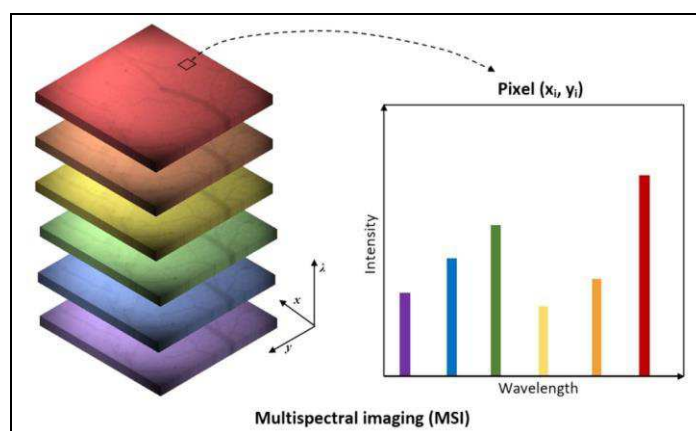 Pixel (xᵢ, yᵢ)
Intensity
λ
x
y
Wavelength
Multispectral imaging (MSI)